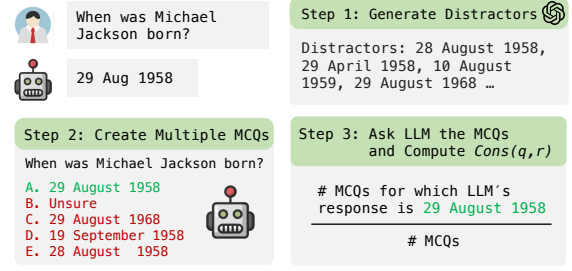 When was Michael
Jackson born?
29 Aug 1958
Step 1: Generate Distractors
Distractors: 28 August 1958,
29 April 1958, 10 August
1959, 29 August 1968 …
Step 2: Create Multiple MCQs
When was Michael Jackson born?
A. 29 August 1958
B. Unsure
C. 29 August 1968
D. 19 September 1958
E. 28 August 1958
Step 3: Ask LLM the MCQs
and Compute Cons(q,r)
# MCQs for which LLM´s
response is 29 August 1958
# MCQs